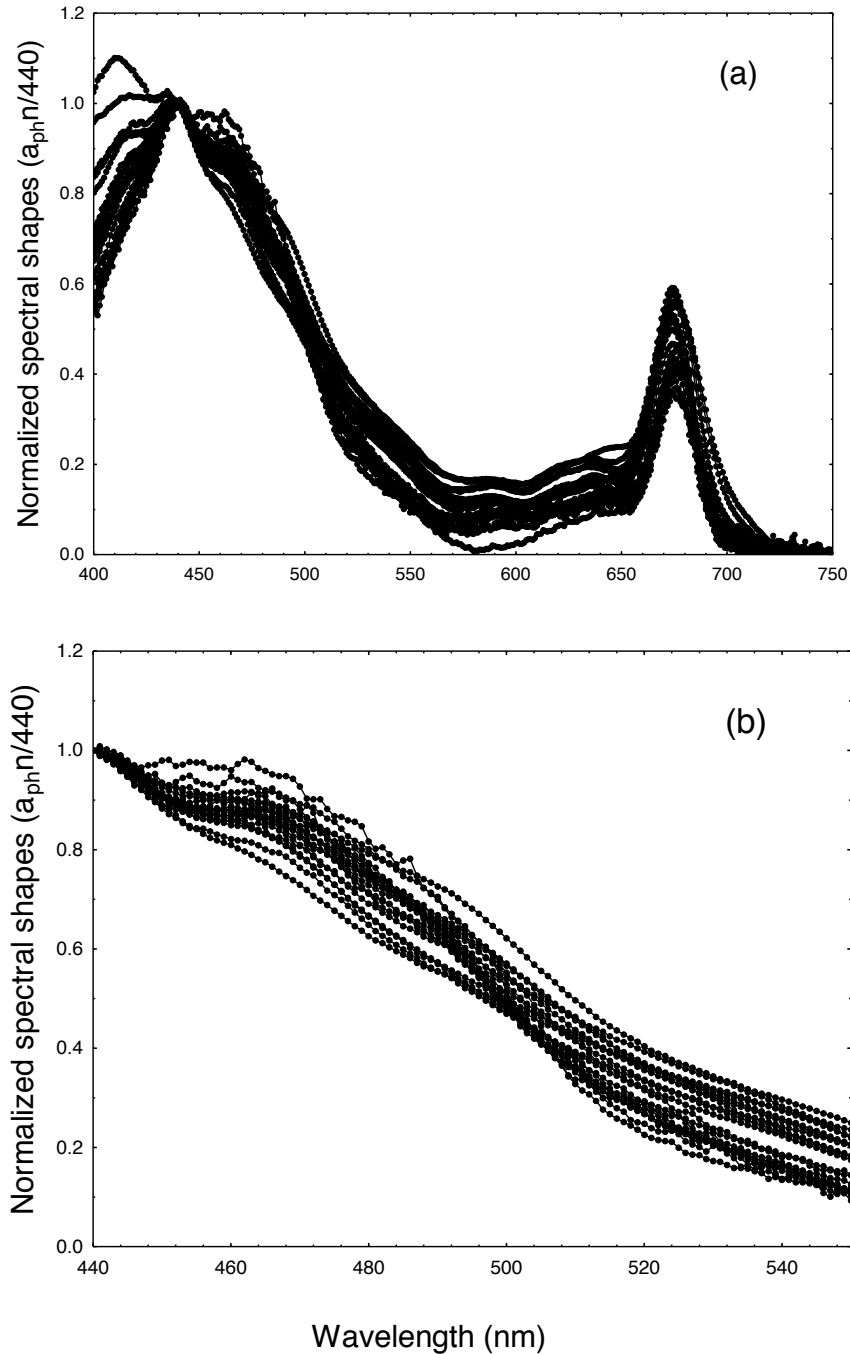 (a)
Normalized spectral shapes (aphn/440)
1.2
1.0
0.8
0.6
0.4
0.2
0.0
400 450 500 550 600 650 700 750
(b)
Normalized spectral shapes (aphn/440)
1.2
1.0
0.8
0.6
0.4
0.2
0.0
440 460 480 500 520 540
Wavelength (nm)